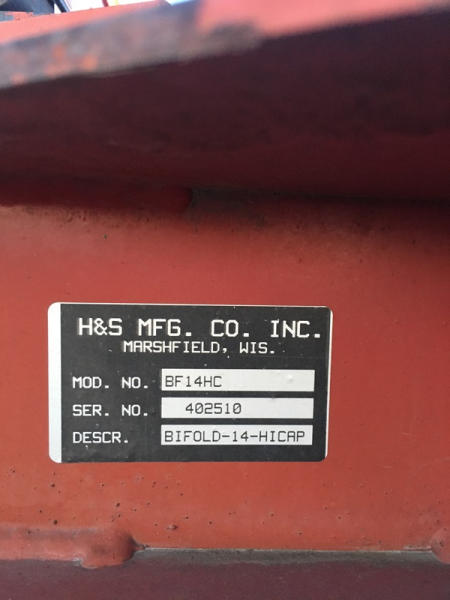 H&S MFG. CO. INC.
MARSHFIELD, WIS.
MOD. NO. BF14HC
SER. NO. 402510
DESCR. BIFOLD-14-HICAP